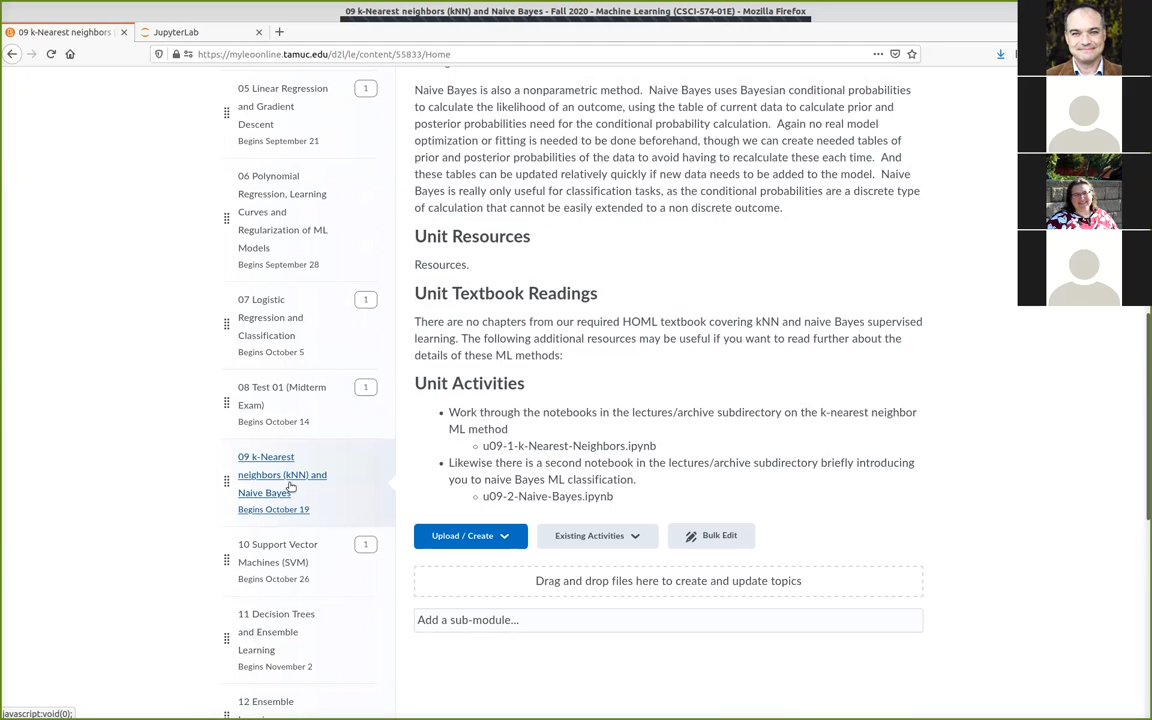 09 k-Nearest neighbors (kNN) and Naive Bayes - Fall 2020 - Machine Learning (CSCI-574-01E) - Mozilla Firefox
09 k-Nearest neighbors
JupyterLab
https://myleoonline.tamuc.edu/d2l/le/content/55833/Home
05 Linear Regression
and Gradient
Descent
Begins September 21
1
06 Polynomial
Regression, Learning
Curves and
Regularization of ML
Models
Begins September 28
07 Logistic
Regression and
Classification
Begins October 5
1
08 Test 01 (Midterm
Exam)
Begins October 14
1
09 k-Nearest
neighbors (kNN) and
Naive Bayes
Begins October 19
10 Support Vector
Machines (SVM)
Begins October 26
1
11 Decision Trees
and Ensemble
Learning
Begins November 2
12 Ensemble
Naive Bayes is also a nonparametric method. Naive Bayes uses Bayesian conditional probabilities
to calculate the likelihood of an outcome, using the table of current data to calculate prior and
posterior probabilities need for the conditional probability calculation. Again no real model
optimization or fitting is needed to be done beforehand, though we can create needed tables of
prior and posterior probabilities of the data to avoid having to recalculate these each time. And
these tables can be updated relatively quickly if new data needs to be added to the model. Naive
Bayes is really only useful for classification tasks, as the conditional probabilities are a discrete type
of calculation that cannot be easily extended to a non discrete outcome.
Unit Resources
Resources.
Unit Textbook Readings
There are no chapters from our required HOML textbook covering kNN and naive Bayes supervised
learning. The following additional resources may be useful if you want to read further about the
details of these ML methods:
Unit Activities
Work through the notebooks in the lectures/archive subdirectory on the k-nearest neighbor
ML method
u09-1-k-Nearest-Neighbors.ipynb
Likewise there is a second notebook in the lectures/archive subdirectory briefly introducing
you to naive Bayes ML classification.
u09-2-Naive-Bayes.ipynb
Upload / Create
Existing Activities
Bulk Edit
Drag and drop files here to create and update topics
Add a sub-module...
javascript:void(0);